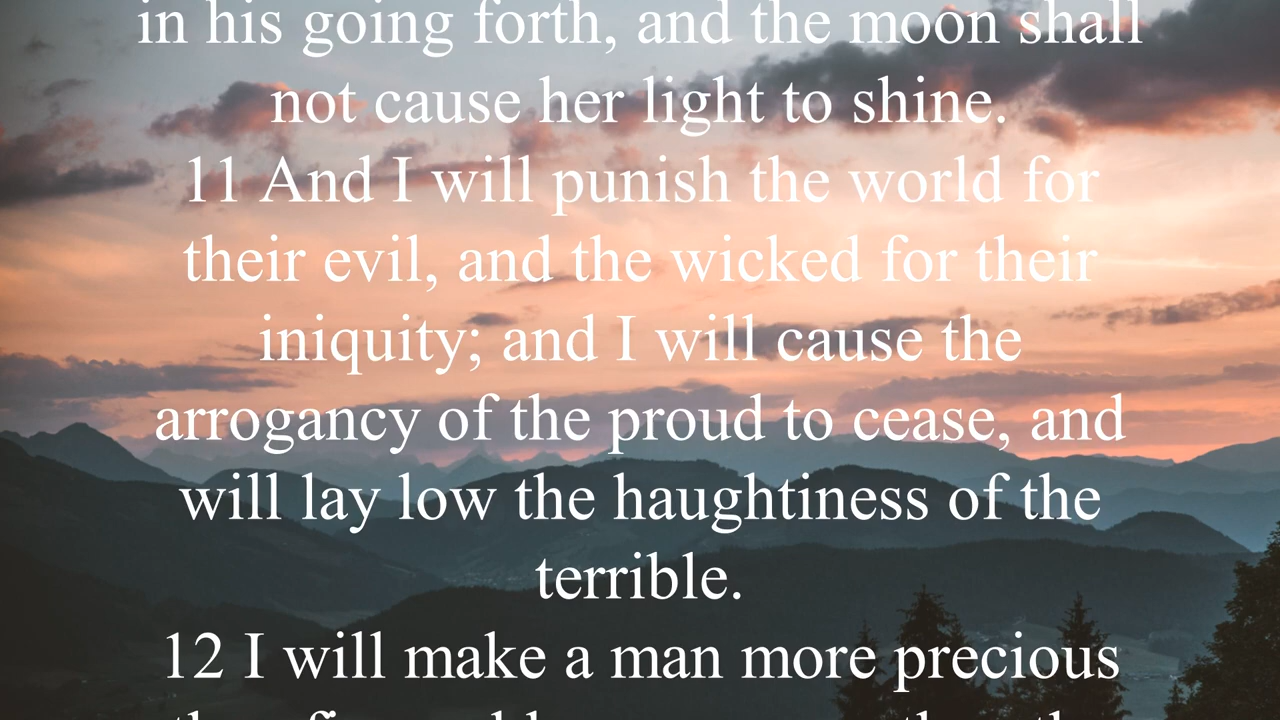 in his going forth, and the moon shall
not cause her light to shine.
11 And I will punish the world for
their evil, and the wicked for their
iniquity; and I will cause the
arrogancy of the proud to cease, and
will lay low the haughtiness of the
terrible.
12 I will make a man more precious